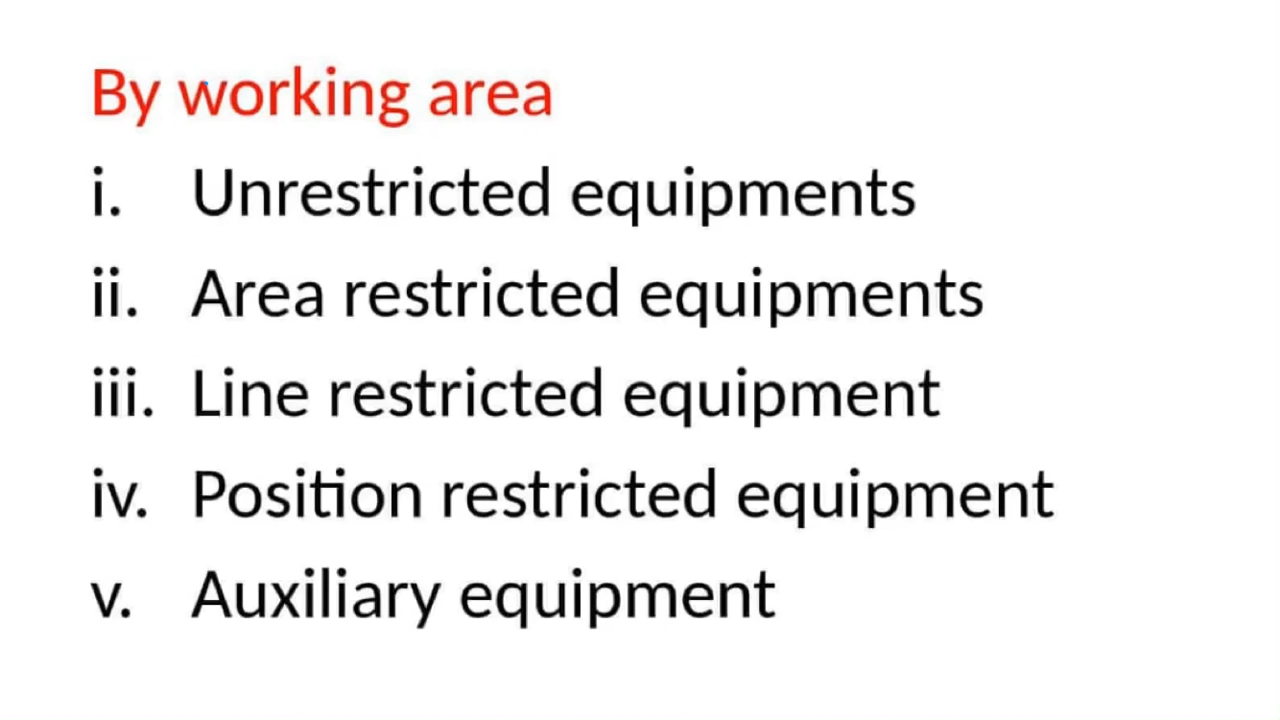 By working area
i. Unrestricted equipments
ii. Area restricted equipments
iii. Line restricted equipment
iv. Position restricted equipment
v. Auxiliary equipment